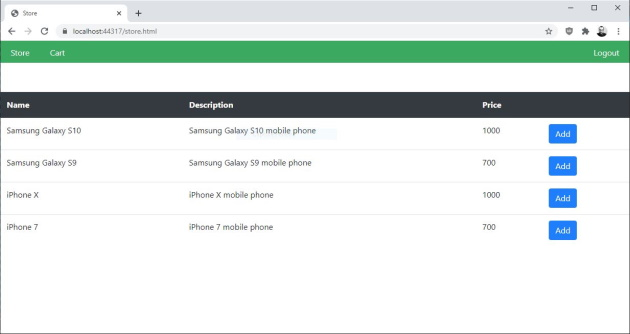 Store
localhost:44317/store.html
Store Cart Logout
Name Description Price
Samsung Galaxy S10 Samsung Galaxy S10 mobile phone 1000 Add
Samsung Galaxy S9 Samsung Galaxy S9 mobile phone 700 Add
iPhone X iPhone X mobile phone 1000 Add
iPhone 7 iPhone 7 mobile phone 700 Add